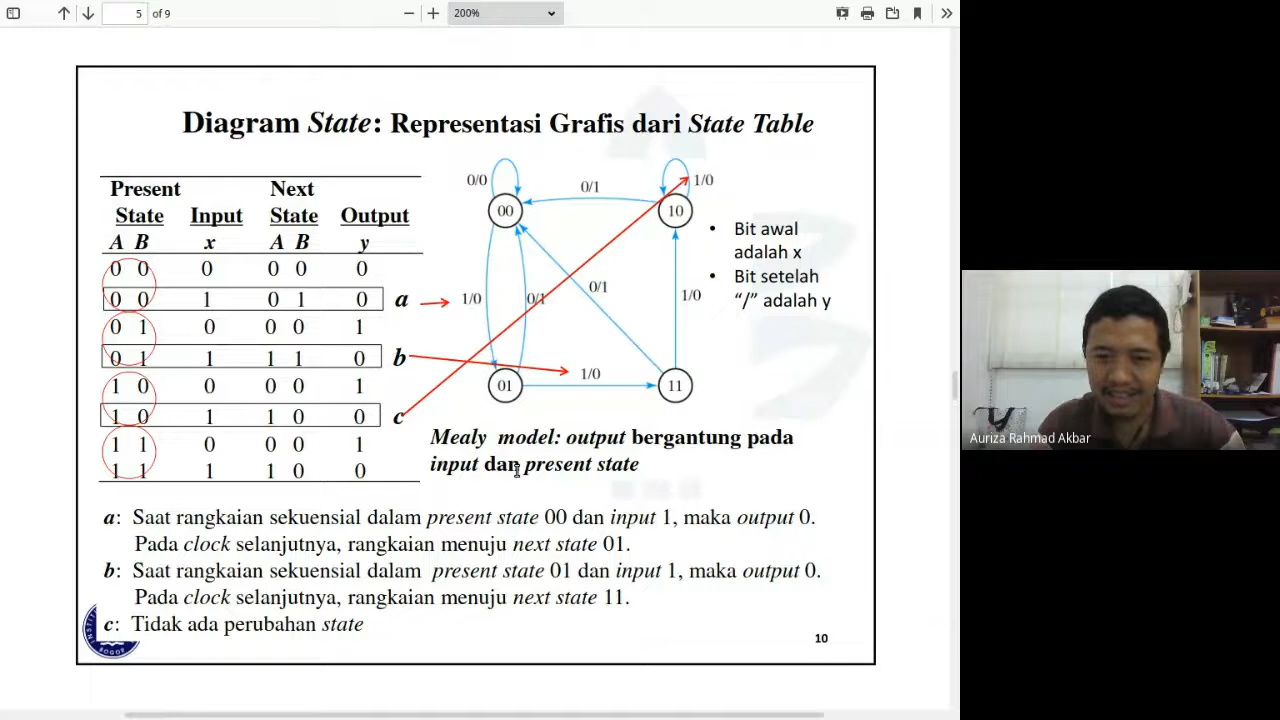 5 of 9
200%
Diagram State: Representasi Grafis dari State Table
Present Next
State Input State Output
A B x A B y
0 0 0 0 0 0
0 0 1 0 1 0 a
0 1 0 0 0 1
0 1 1 1 1 0 b
1 0 0 0 0 1
1 0 1 1 0 0 c
1 1 0 0 0 1
1 1 1 1 0 0
0/0
0/1
1/0
00
10
1/0
0/1
0/1
1/0
1/0
01
11
• Bit awal
adalah x
• Bit setelah
“/” adalah y
Mealy model: output bergantung pada
input dan present state
a: Saat rangkaian sekuensial dalam present state 00 dan input 1, maka output 0.
Pada clock selanjutnya, rangkaian menuju next state 01.
b: Saat rangkaian sekuensial dalam present state 01 dan input 1, maka output 0.
Pada clock selanjutnya, rangkaian menuju next state 11.
c: Tidak ada perubahan state
BOGOR
10
Auriza Rahmad Akbar